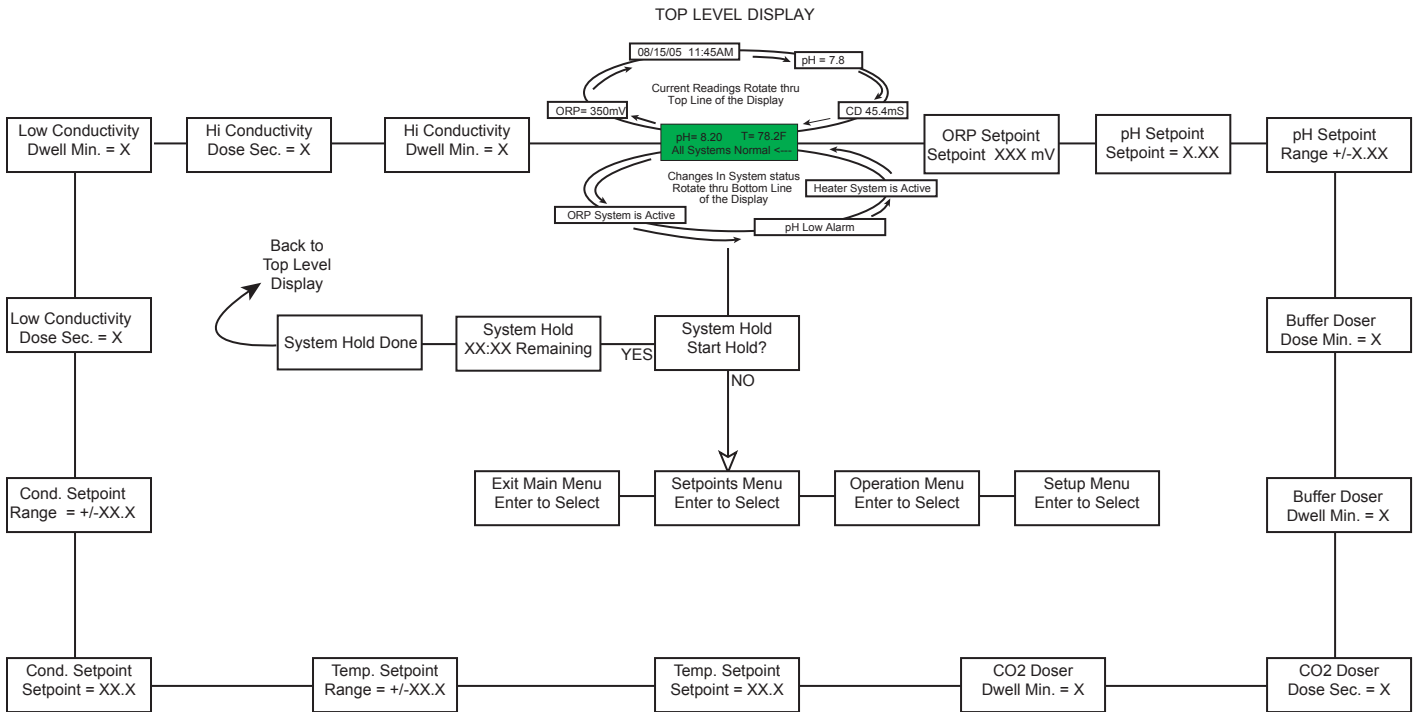 TOP LEVEL DISPLAY
08/15/05 11:45AM
pH = 7.8
Current Readings Rotate thru
Top Line of the Display
ORP= 350mV
CD 45.4mS
pH= 8.20 T= 78.2F
All Systems Normal <---
Changes In System status
Rotate thru Bottom Line
of the Display
Heater System is Active
ORP System is Active
pH Low Alarm
Low Conductivity
Dwell Min. = X
Hi Conductivity
Dose Sec. = X
Hi Conductivity
Dwell Min. = X
ORP Setpoint
Setpoint XXX mV
pH Setpoint
Setpoint = X.XX
pH Setpoint
Range +/-X.XX
Back to
Top Level
Display
Low Conductivity
Dose Sec. = X
System Hold Done
System Hold
XX:XX Remaining
YES
System Hold
Start Hold?
NO
Buffer Doser
Dose Min. = X
Cond. Setpoint
Range = +/-XX.X
Exit Main Menu
Enter to Select
Setpoints Menu
Enter to Select
Operation Menu
Enter to Select
Setup Menu
Enter to Select
Buffer Doser
Dwell Min. = X
Cond. Setpoint
Setpoint = XX.X
Temp. Setpoint
Range = +/-XX.X
Temp. Setpoint
Setpoint = XX.X
CO2 Doser
Dwell Min. = X
CO2 Doser
Dose Sec. = X